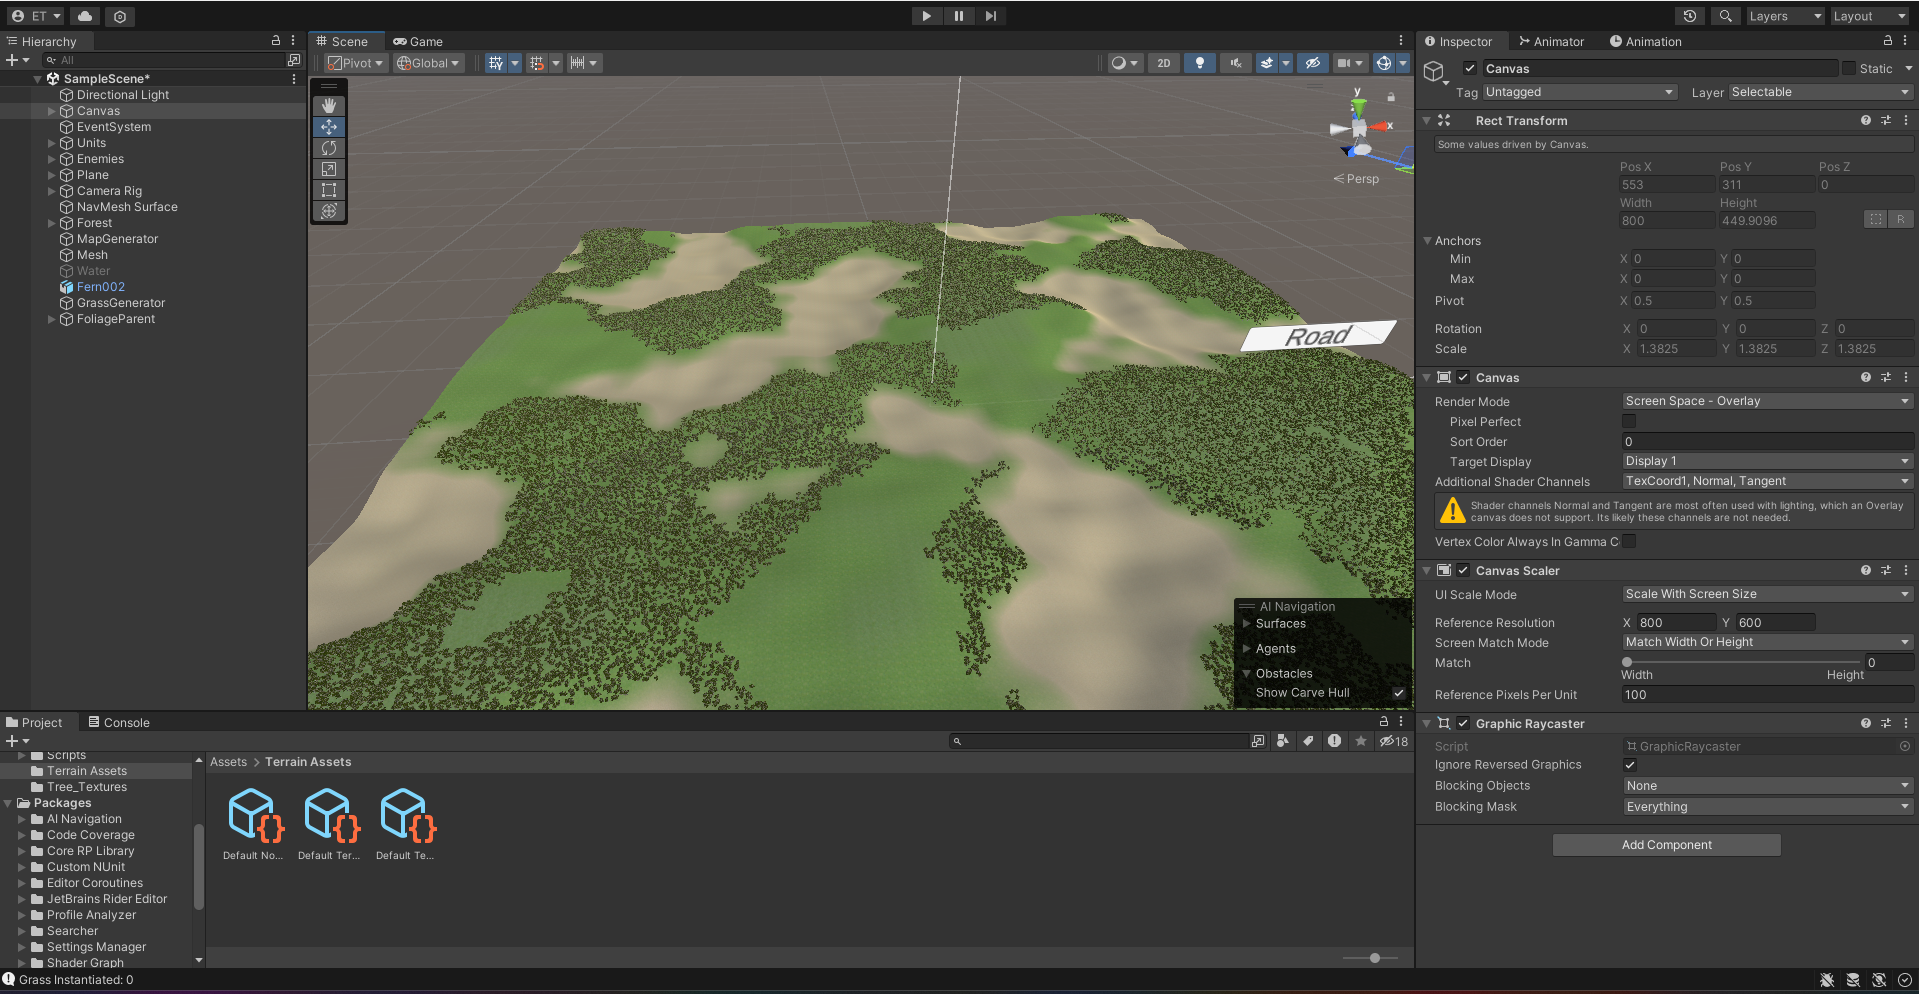 ET
Layers
Layout
Hierarchy
All
SampleScene*
Directional Light
Canvas
EventSystem
Units
Enemies
Plane
Camera Rig
NavMesh Surface
Forest
MapGenerator
Mesh
Water
Fern002
GrassGenerator
FoliageParent
Scene
Game
Pivot
Global
2D
y
x
Persp
Road
AI Navigation
Surfaces
Agents
Obstacles
Show Carve Hull
Inspector
Animator
Animation
Canvas
Static
Tag Untagged Layer Selectable
Rect Transform
Some values driven by Canvas.
Pos X Pos Y Pos Z
553 311 0
Width Height
800 449.9096
R
Anchors
Min X 0 Y 0
Max X 0 Y 0
Pivot X 0.5 Y 0.5
Rotation X 0 Y 0 Z 0
Scale X 1.3825 Y 1.3825 Z 1.3825
Canvas
Render Mode Screen Space - Overlay
Pixel Perfect
Sort Order 0
Target Display Display 1
Additional Shader Channels TexCoord1, Normal, Tangent
Shader channels Normal and Tangent are most often used with lighting, which an Overlay
canvas does not support. Its likely these channels are not needed.
Vertex Color Always In Gamma C
Canvas Scaler
UI Scale Mode Scale With Screen Size
Reference Resolution X 800 Y 600
Screen Match Mode Match Width Or Height
Match 0
Width Height
Reference Pixels Per Unit 100
Graphic Raycaster
Script GraphicRaycaster
Ignore Reversed Graphics
Blocking Objects None
Blocking Mask Everything
Add Component
Project
Console
18
Scripts
Terrain Assets
Tree_Textures
Packages
AI Navigation
Code Coverage
Core RP Library
Custom NUnit
Editor Coroutines
JetBrains Rider Editor
Profile Analyzer
Searcher
Settings Manager
Shader Graph
Assets > Terrain Assets
Default No... Default Ter... Default Te...
Grass Instantiated: 0